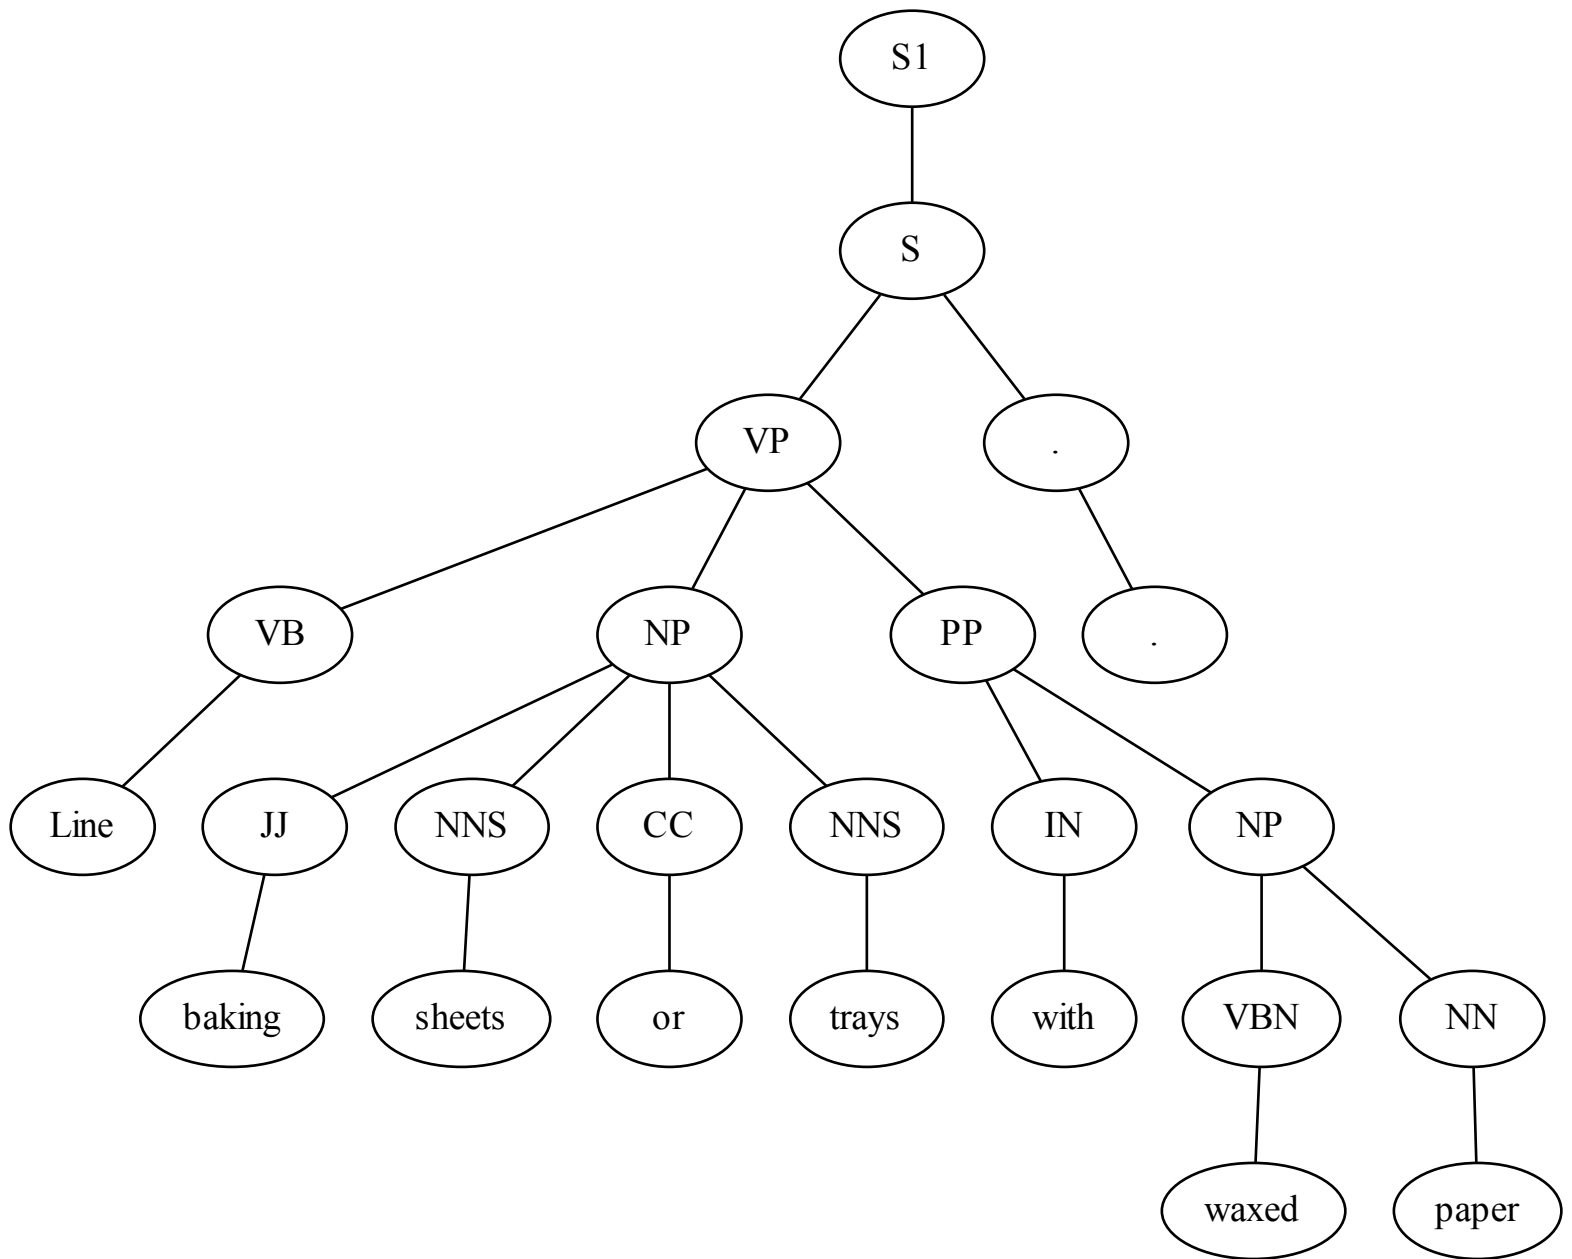 S1
S
VP .
VB NP PP .
Line JJ NNS CC NNS IN NP
baking sheets or trays with VBN NN
waxed paper